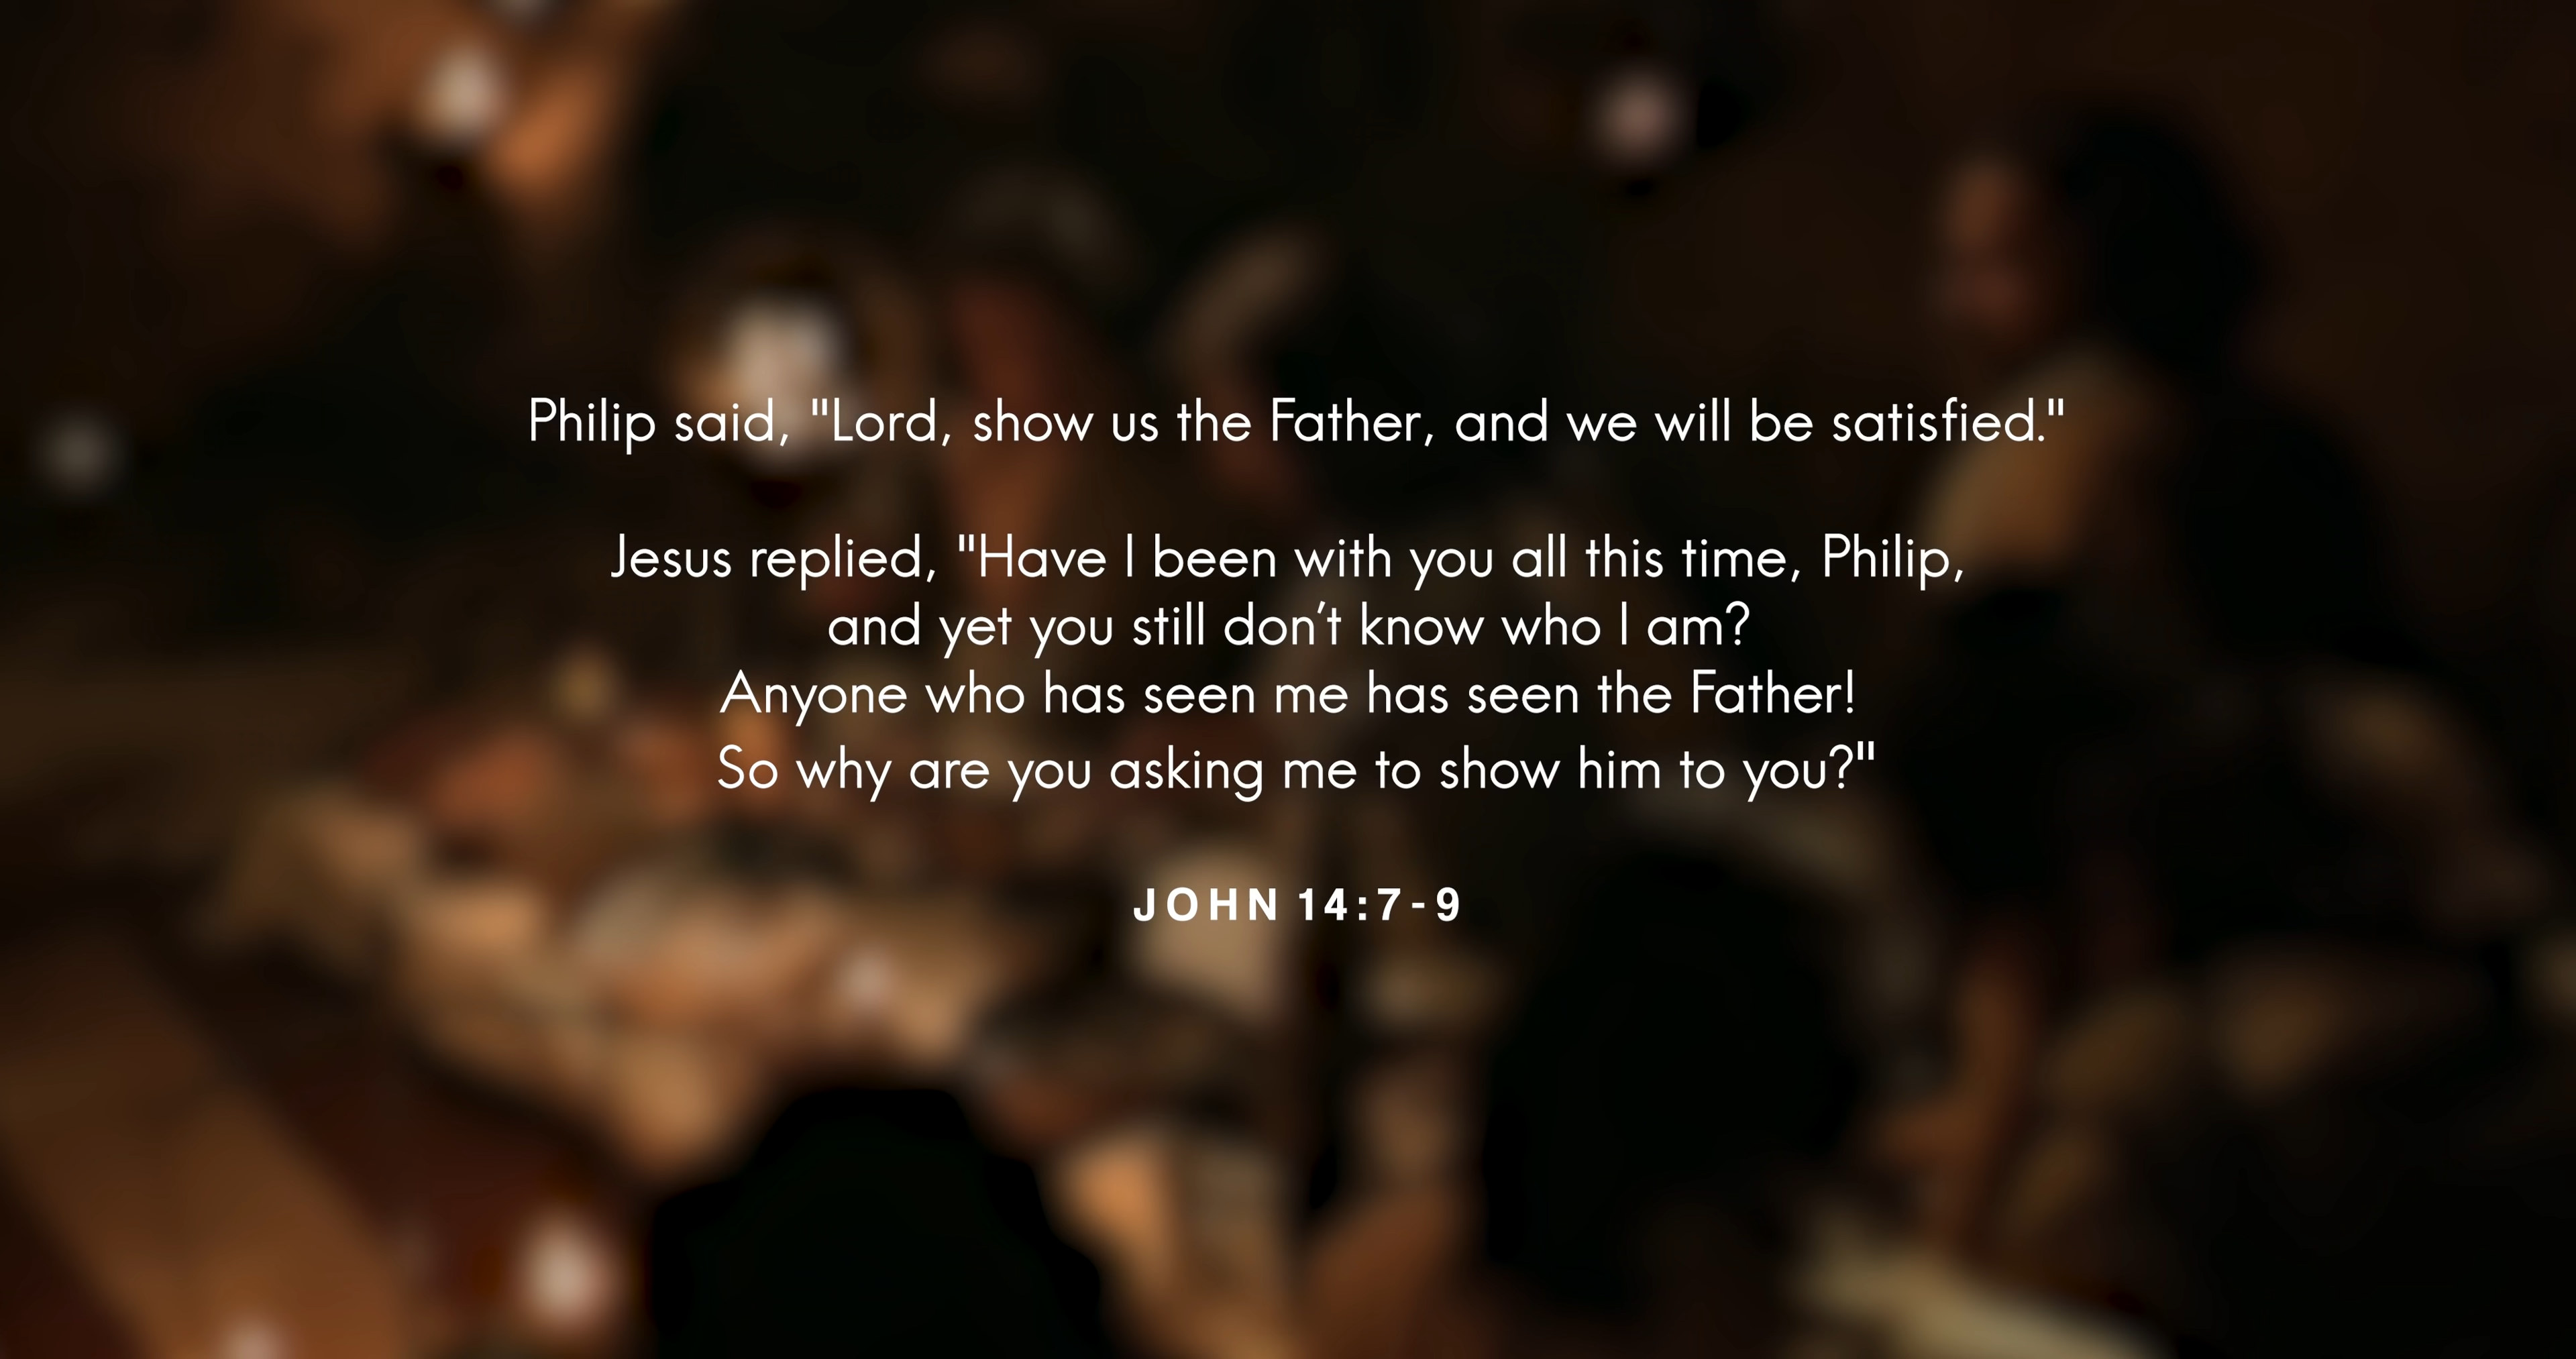 Philip said, "Lord, show us the Father, and we will be satisfied."
Jesus replied, "Have I been with you all this time, Philip,
and yet you still don’t know who I am?
Anyone who has seen me has seen the Father!
So why are you asking me to show him to you?"
JOHN 14:7-9